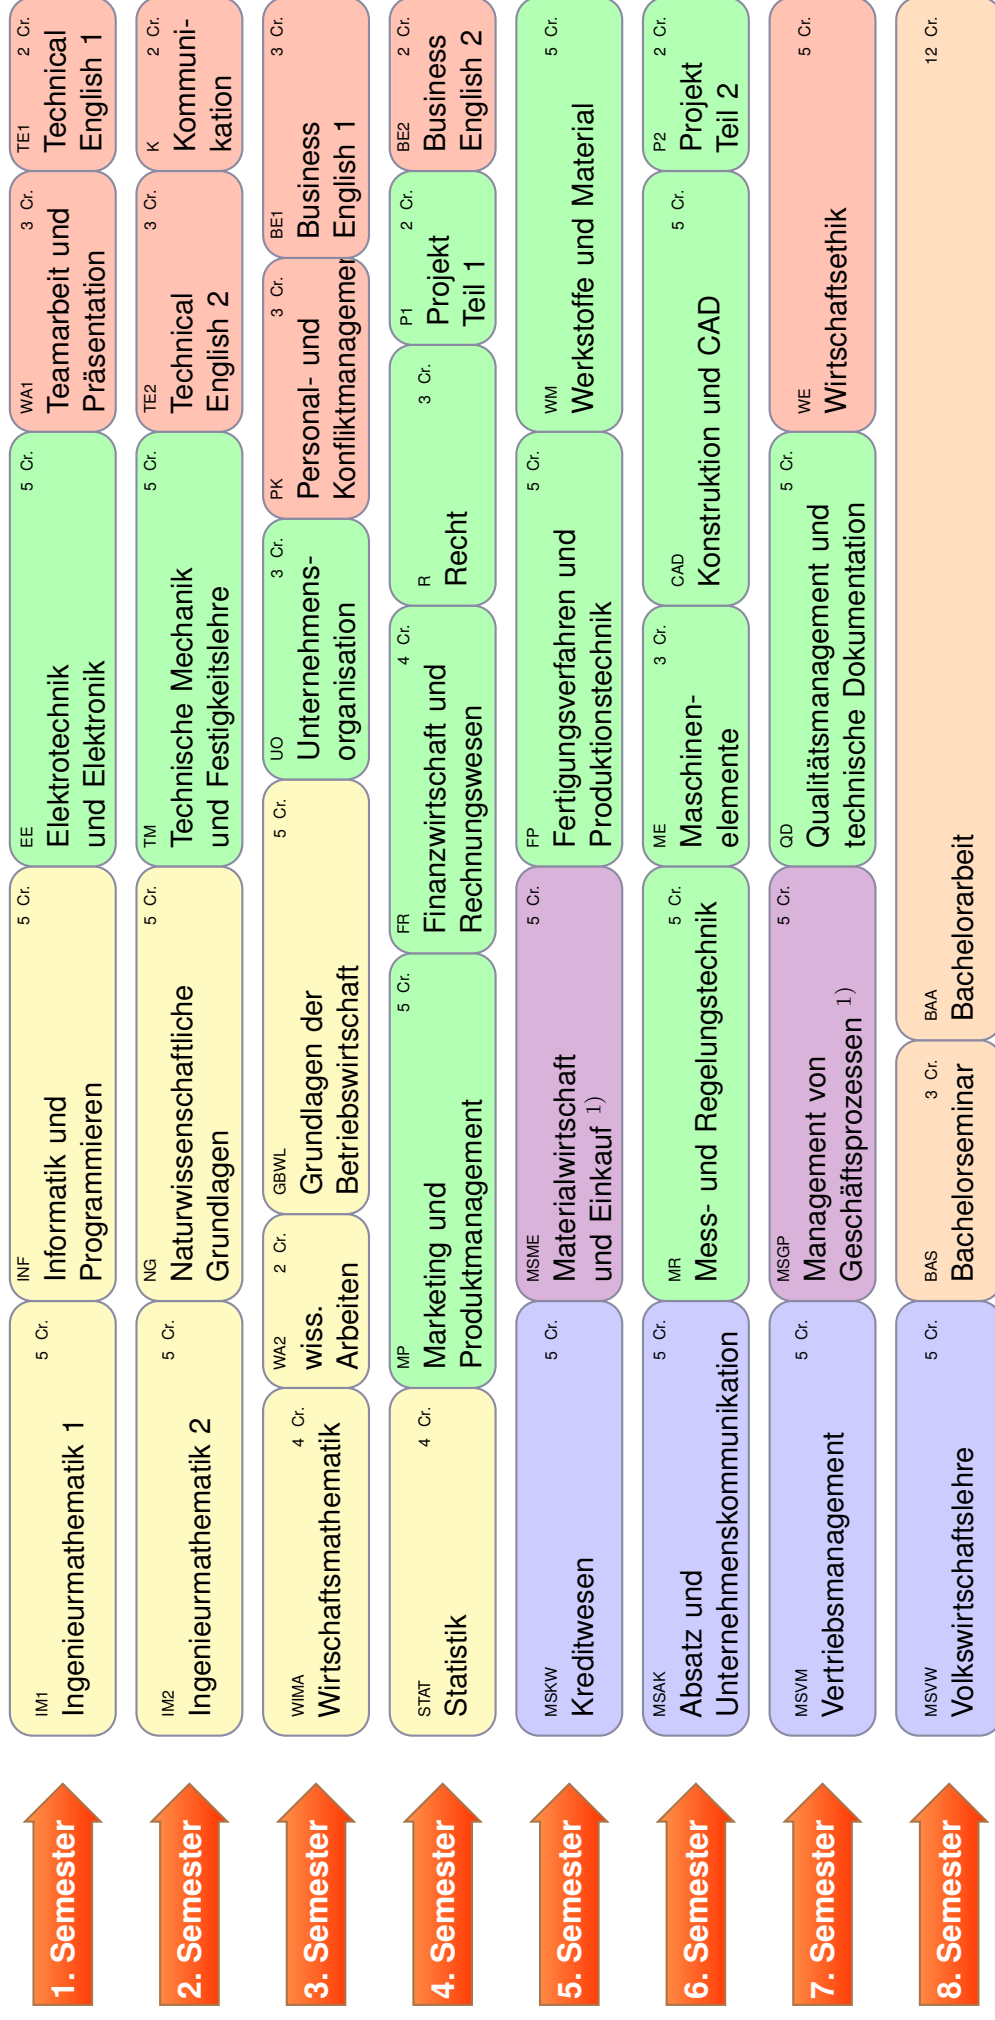 1. Semester
IM1 5 Cr.
Ingenieurmathematik 1
INF 5 Cr.
Informatik und
Programmieren
EE 5 Cr.
Elektrotechnik
und Elektronik
WA1 3 Cr.
Teamarbeit und
Präsentation
TE1 2 Cr.
Technical
English 1
2. Semester
IM2 5 Cr.
Ingenieurmathematik 2
NG 5 Cr.
Naturwissenschaftliche
Grundlagen
TM 5 Cr.
Technische Mechanik
und Festigkeitslehre
TE2 3 Cr.
Technical
English 2
K 2 Cr.
Kommuni-
kation
3. Semester
WIMA 4 Cr.
Wirtschaftsmathematik
WA2 2 Cr.
wiss.
Arbeiten
GBWL 5 Cr.
Grundlagen der
Betriebswirtschaft
UO 3 Cr.
Unternehmens-
organisation
PK 3 Cr.
Personal- und
Konfliktmanagemen
BE1 3 Cr.
Business
English 1
4. Semester
STAT 4 Cr.
Statistik
MP 5 Cr.
Marketing und
Produktmanagement
FR 4 Cr.
Finanzwirtschaft und
Rechnungswesen
R 3 Cr.
Recht
P1 2 Cr.
Projekt
Teil 1
BE2 2 Cr.
Business
English 2
5. Semester
MSKW 5 Cr.
Kreditwesen
MSME 5 Cr.
Materialwirtschaft
und Einkauf 1)
FP 5 Cr.
Fertigungsverfahren und
Produktionstechnik
WM 5 Cr.
Werkstoffe und Material
6. Semester
MSAK 5 Cr.
Absatz und
Unternehmenskommunikation
MR 5 Cr.
Mess- und Regelungstechnik
ME 3 Cr.
Maschinen-
elemente
CAD 5 Cr.
Konstruktion und CAD
P2 2 Cr.
Projekt
Teil 2
7. Semester
MSVM 5 Cr.
Vertriebsmanagement
MSGP 5 Cr.
Management von
Geschäftsprozessen 1)
QD 5 Cr.
Qualitätsmanagement und
technische Dokumentation
WE 5 Cr.
Wirtschaftsethik
8. Semester
MSVW 5 Cr.
Volkswirtschaftslehre
BAS 3 Cr.
Bachelorseminar
BAA 12 Cr.
Bachelorarbeit